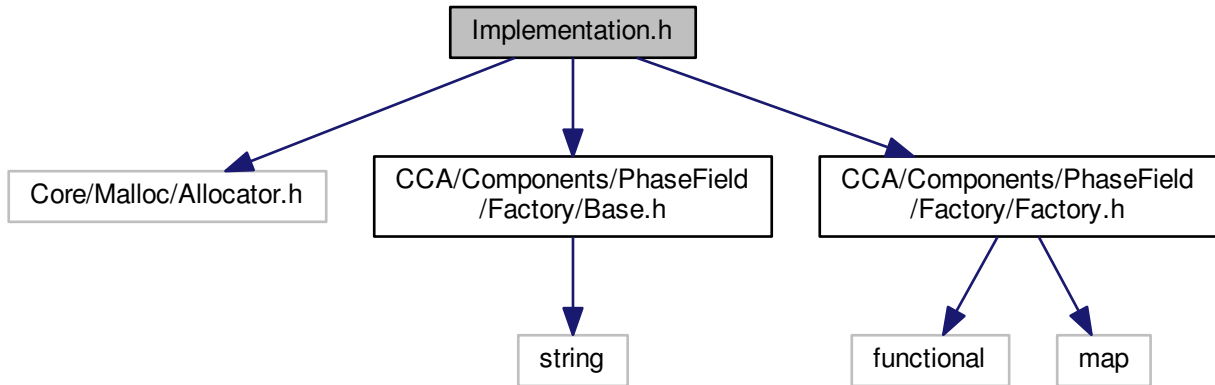 Implementation.h
Core/Malloc/Allocator.h
CCA/Components/PhaseField
/Factory/Base.h
CCA/Components/PhaseField
/Factory/Factory.h
string
functional
map